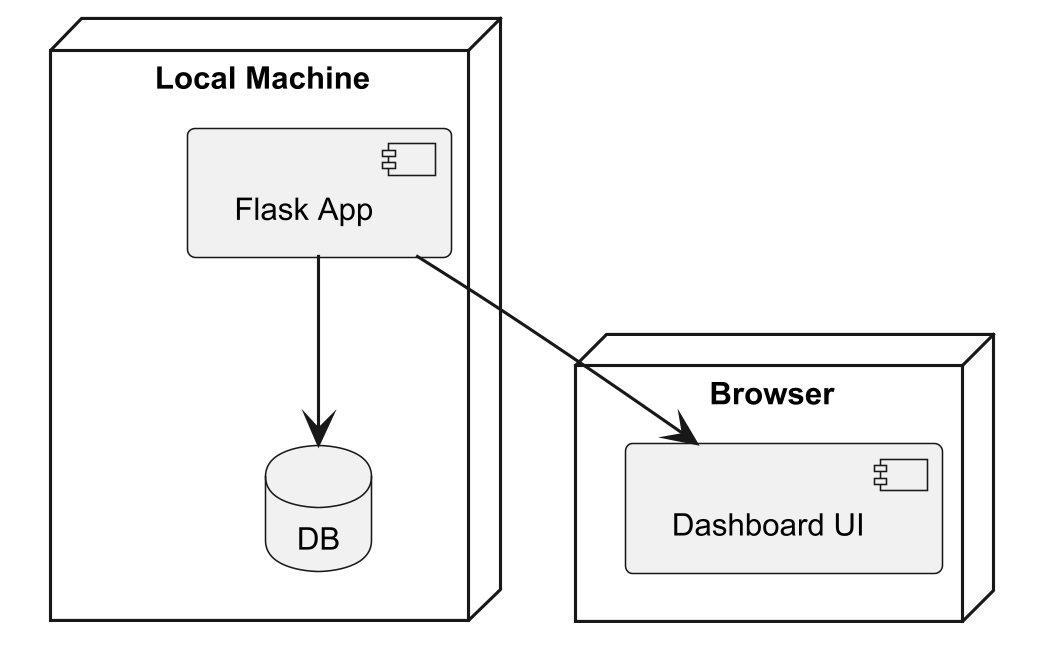 Local Machine
Flask App
DB
Browser
Dashboard UI